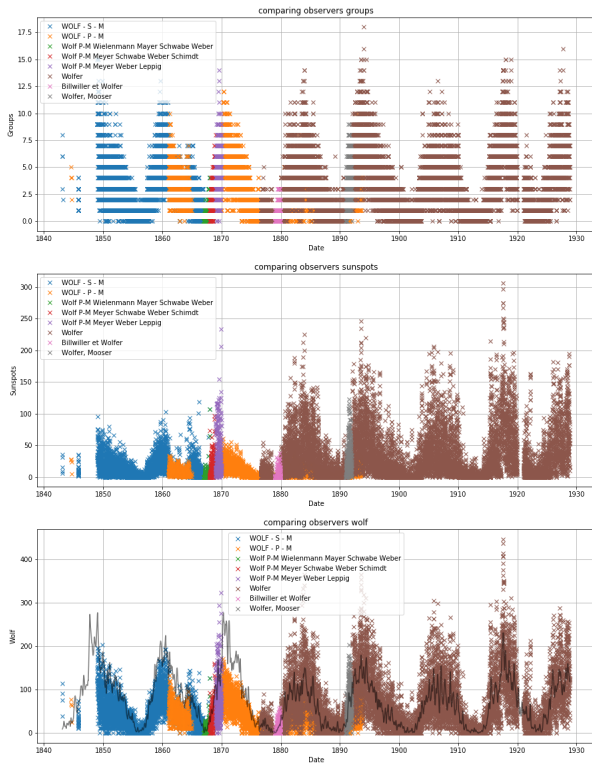 comparing observers groups
17.5
15.0
12.5
10.0
7.5
5.0
2.5
0.0
Groups
WOLF - S - M
WOLF - P - M
Wolf P-M Wielenmann Mayer Schwabe Weber
Wolf P-M Meyer Schwabe Weber Schimdt
Wolf P-M Meyer Weber Leppig
Wolfer
Billwiller et Wolfer
Wolfer, Mooser
1840 1850 1860 1870 1880 1890 1900 1910 1920 1930
Date
comparing observers sunspots
300
250
200
150
100
50
0
Sunspots
WOLF - S - M
WOLF - P - M
Wolf P-M Wielenmann Mayer Schwabe Weber
Wolf P-M Meyer Schwabe Weber Schimdt
Wolf P-M Meyer Weber Leppig
Wolfer
Billwiller et Wolfer
Wolfer, Mooser
1840 1850 1860 1870 1880 1890 1900 1910 1920 1930
Date
comparing observers wolf
400
300
200
100
0
Wolf
WOLF - S - M
WOLF - P - M
Wolf P-M Wielenmann Mayer Schwabe Weber
Wolf P-M Meyer Schwabe Weber Schimdt
Wolf P-M Meyer Weber Leppig
Wolfer
Billwiller et Wolfer
Wolfer, Mooser
1840 1850 1860 1870 1880 1890 1900 1910 1920 1930
Date